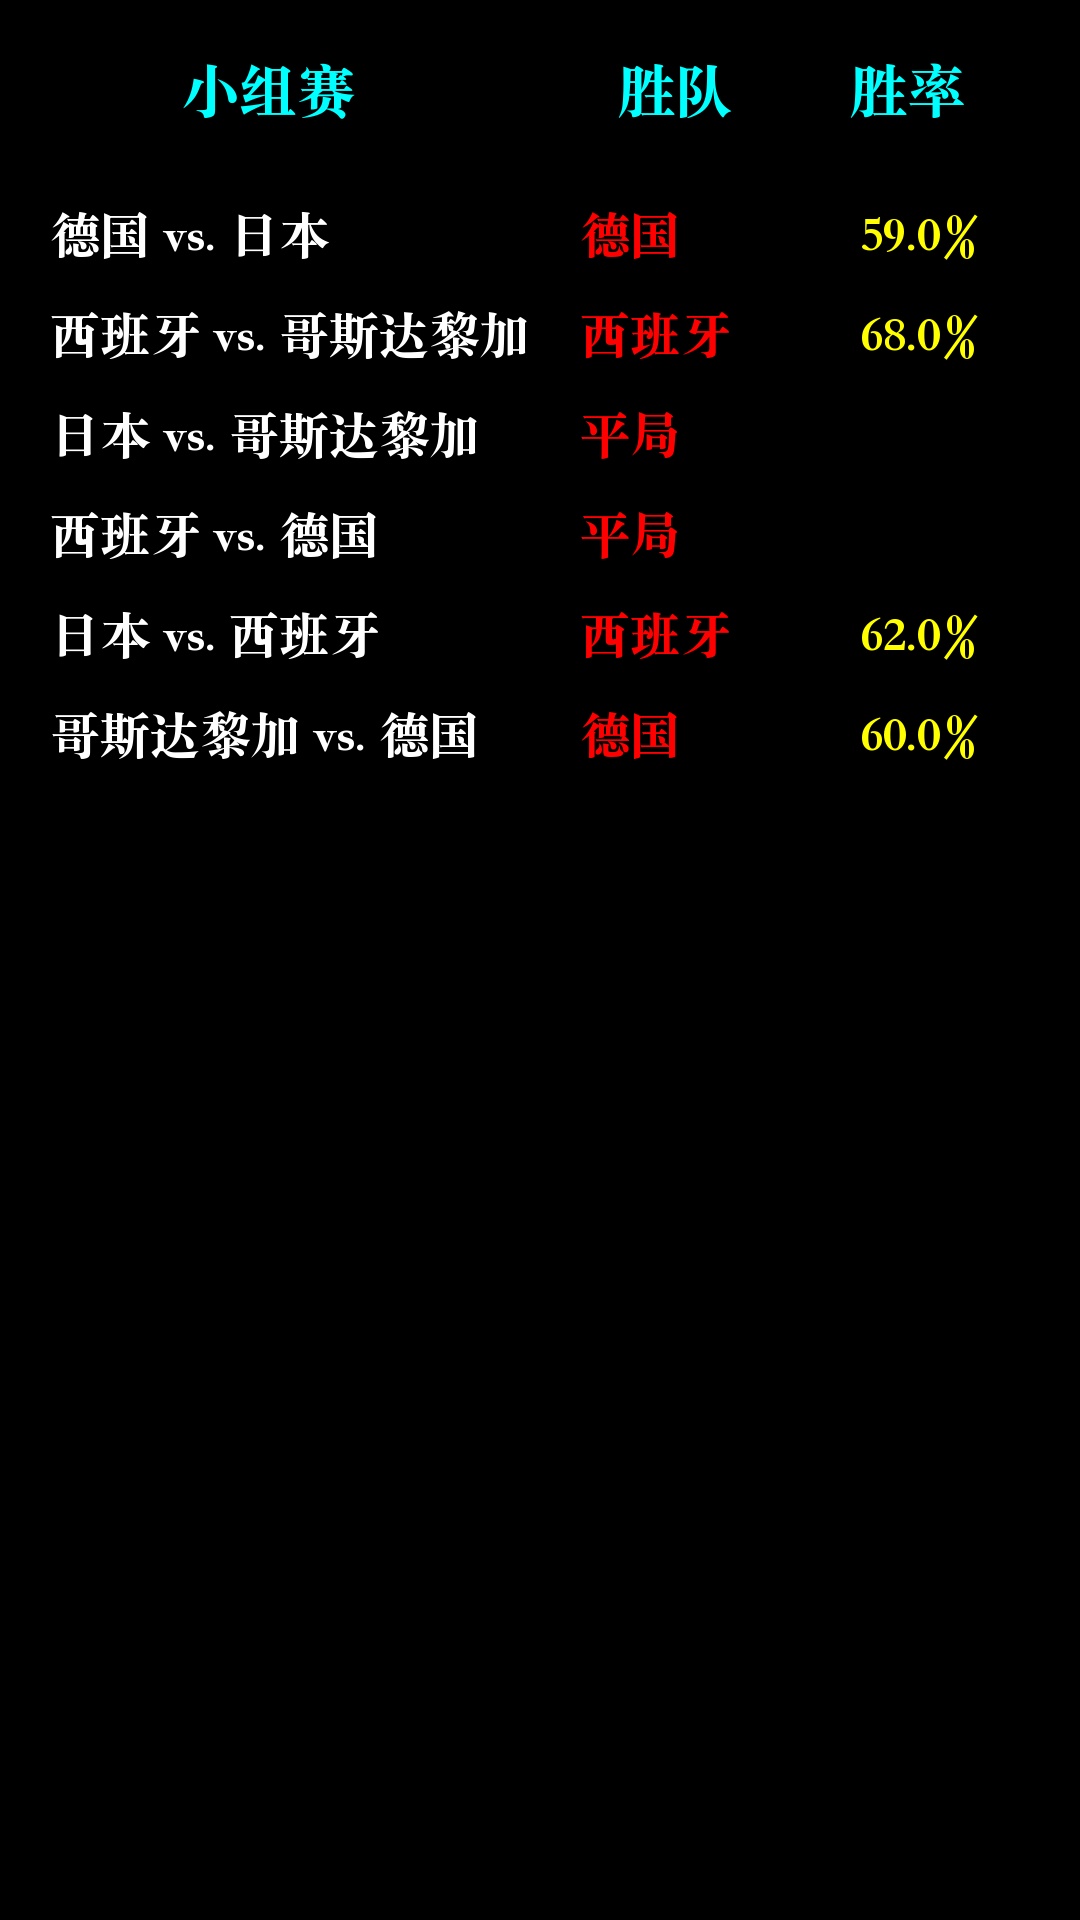 小组赛 胜队 胜率
德国 vs. 日本 德国 59.0%
西班牙 vs. 哥斯达黎加 西班牙 68.0%
日本 vs. 哥斯达黎加 平局
西班牙 vs. 德国 平局
日本 vs. 西班牙 西班牙 62.0%
哥斯达黎加 vs. 德国 德国 60.0%